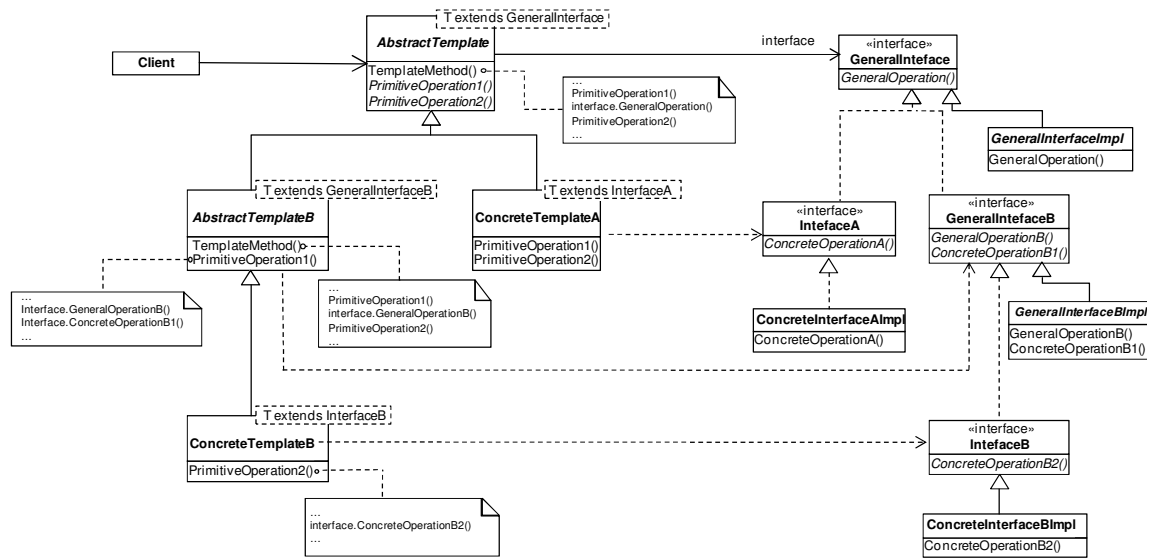 T extends GeneralInterface
AbstractTemplate
TemplateMethod()
PrimitiveOperation1()
PrimitiveOperation2()
Client
interface
«interface»
GeneralInteface
GeneralOperation()
...
PrimitiveOperation1()
interface.GeneralOperation()
PrimitiveOperation2()
...
GeneralInterfaceImpl
GeneralOperation()
T extends GeneralInterfaceB
AbstractTemplateB
TemplateMethod()
PrimitiveOperation1()
T extends InterfaceA
ConcreteTemplateA
PrimitiveOperation1()
PrimitiveOperation2()
«interface»
IntefaceA
ConcreteOperationA()
«interface»
GeneralIntefaceB
GeneralOperationB()
ConcreteOperationB1()
...
Interface.GeneralOperationB()
Interface.ConcreteOperationB1()
...
...
PrimitiveOperation1()
interface.GeneralOperationB()
PrimitiveOperation2()
...
ConcreteInterfaceAImpl
ConcreteOperationA()
GeneralInterfaceBImpl
GeneralOperationB()
ConcreteOperationB1()
T extends InterfaceB
ConcreteTemplateB
PrimitiveOperation2()
«interface»
IntefaceB
ConcreteOperationB2()
...
interface.ConcreteOperationB2()
...
ConcreteInterfaceBImpl
ConcreteOperationB2()